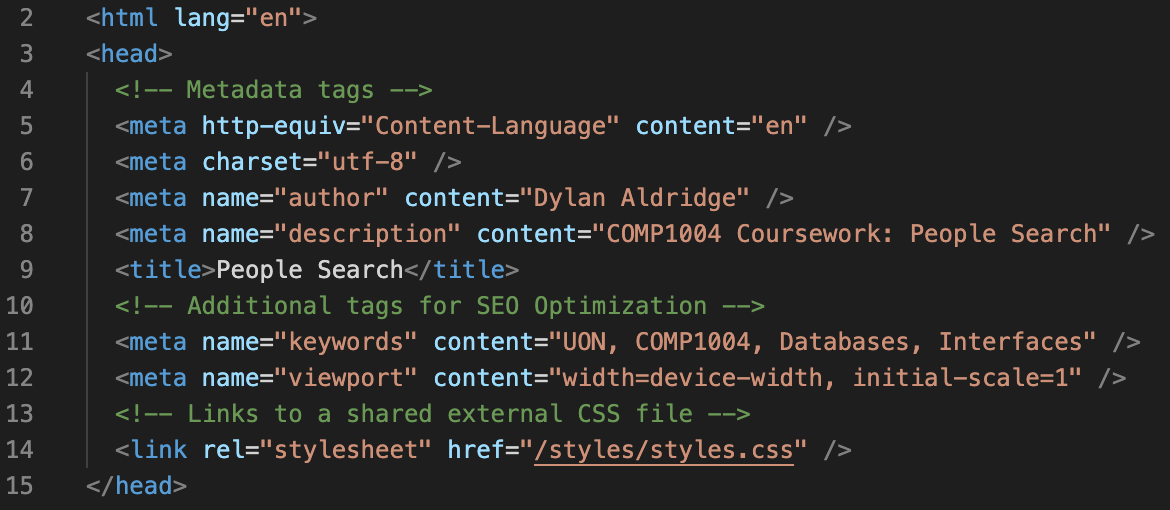 2 <html lang="en">
3 <head>
4 <!-- Metadata tags -->
5 <meta http-equiv="Content-Language" content="en" />
6 <meta charset="utf-8" />
7 <meta name="author" content="Dylan Aldridge" />
8 <meta name="description" content="COMP1004 Coursework: People Search" />
9 <title>People Search</title>
10 <!-- Additional tags for SEO Optimization -->
11 <meta name="keywords" content="UON, COMP1004, Databases, Interfaces" />
12 <meta name="viewport" content="width=device-width, initial-scale=1" />
13 <!-- Links to a shared external CSS file -->
14 <link rel="stylesheet" href="/styles/styles.css" />
15 </head>